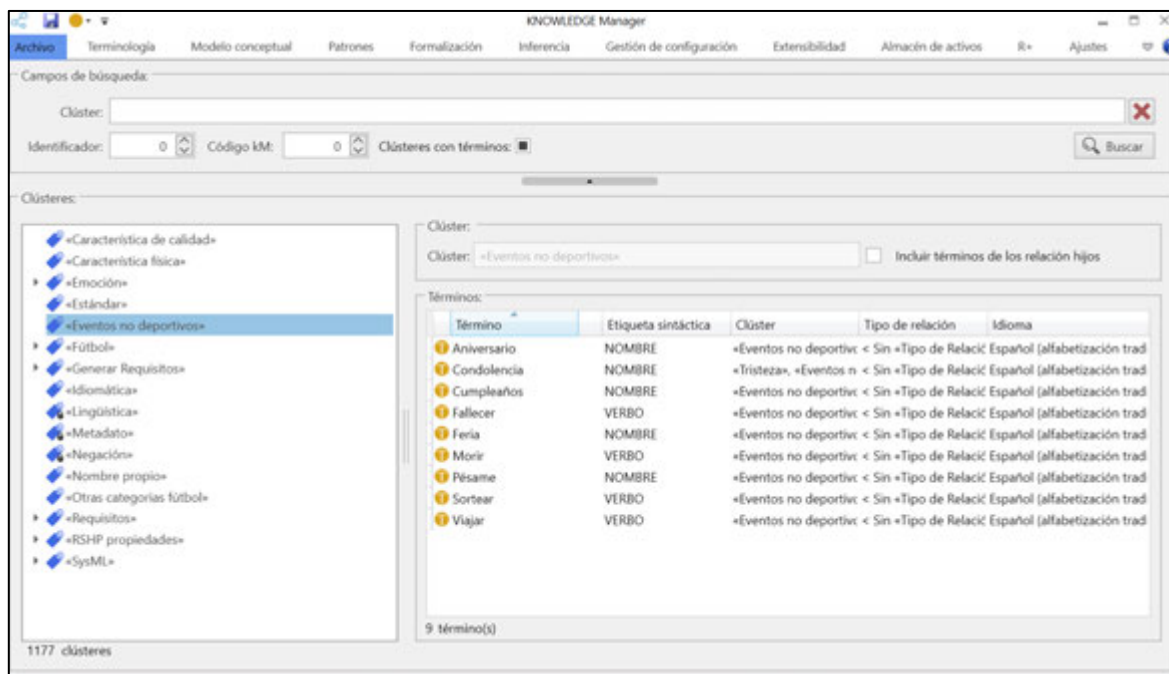 KNOWLEDGE Manager
Archivo Terminología Modelo conceptual Patrones Formalización Inferencia Gestión de configuración Extensibilidad Almacén de activos R+ Ajustes
Campos de búsqueda:
Clúster:
Identificador: 0 Código kM: 0 Clústeres con términos: Buscar
Clústeres:
«Característica de calidad»
«Característica física»
«Emoción»
«Estándar»
«Eventos no deportivos»
«Fútbol»
«Generar Requisitos»
«Idiomática»
«Lingüística»
«Metadato»
«Negación»
«Nombre propio»
«Otras categorías fútbol»
«Requisitos»
«RSHP propiedades»
«SysML»
1177 clústeres
Clúster:
Clúster: «Eventos no deportivos» Incluir términos de los relación hijos
Términos:
Término Etiqueta sintáctica Clúster Tipo de relación Idioma
Aniversario NOMBRE «Eventos no deportivc < Sin «Tipo de Relació Español (alfabetización trad
Condolencia NOMBRE «Tristeza», «Eventos n < Sin «Tipo de Relació Español (alfabetización trad
Cumpleaños NOMBRE «Eventos no deportivc < Sin «Tipo de Relació Español (alfabetización trad
Fallecer VERBO «Eventos no deportivc < Sin «Tipo de Relació Español (alfabetización trad
Feria NOMBRE «Eventos no deportivc < Sin «Tipo de Relació Español (alfabetización trad
Morir VERBO «Eventos no deportivc < Sin «Tipo de Relació Español (alfabetización trad
Pésame NOMBRE «Eventos no deportivc < Sin «Tipo de Relació Español (alfabetización trad
Sortear VERBO «Eventos no deportivc < Sin «Tipo de Relació Español (alfabetización trad
Viajar VERBO «Eventos no deportivc < Sin «Tipo de Relació Español (alfabetización trad
9 término(s)